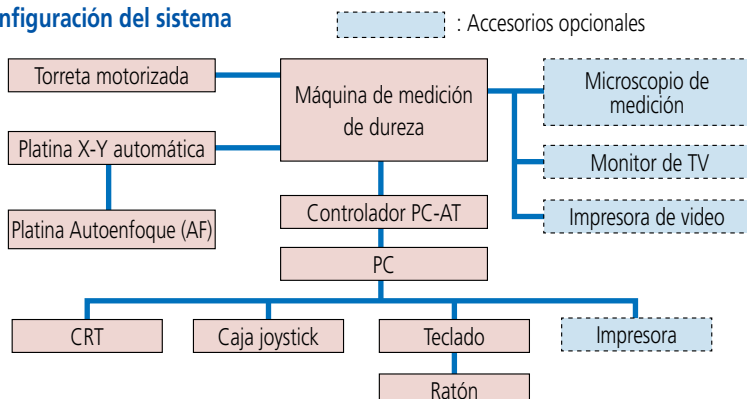 nfiguración del sistema
: Accesorios opcionales
Torreta motorizada
Máquina de medición
de dureza
Microscopio de
medición
Platina X-Y automática
Monitor de TV
Platina Autoenfoque (AF)
Controlador PC-AT
Impresora de video
PC
CRT
Caja joystick
Teclado
Impresora
Ratón